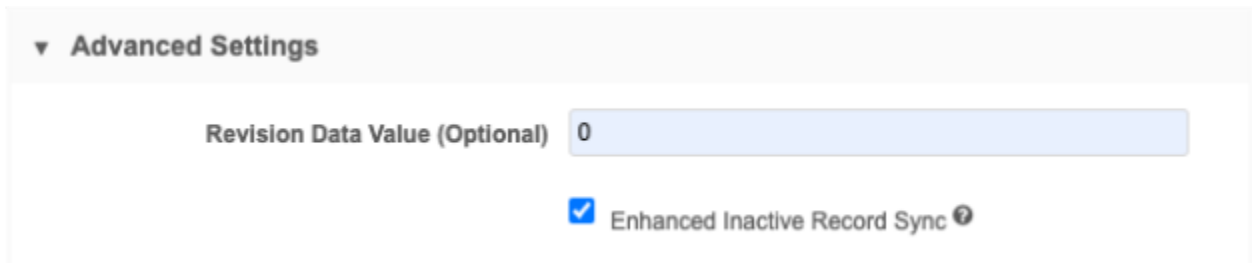 Advanced Settings
Revision Data Value (Optional) 0
Enhanced Inactive Record Sync